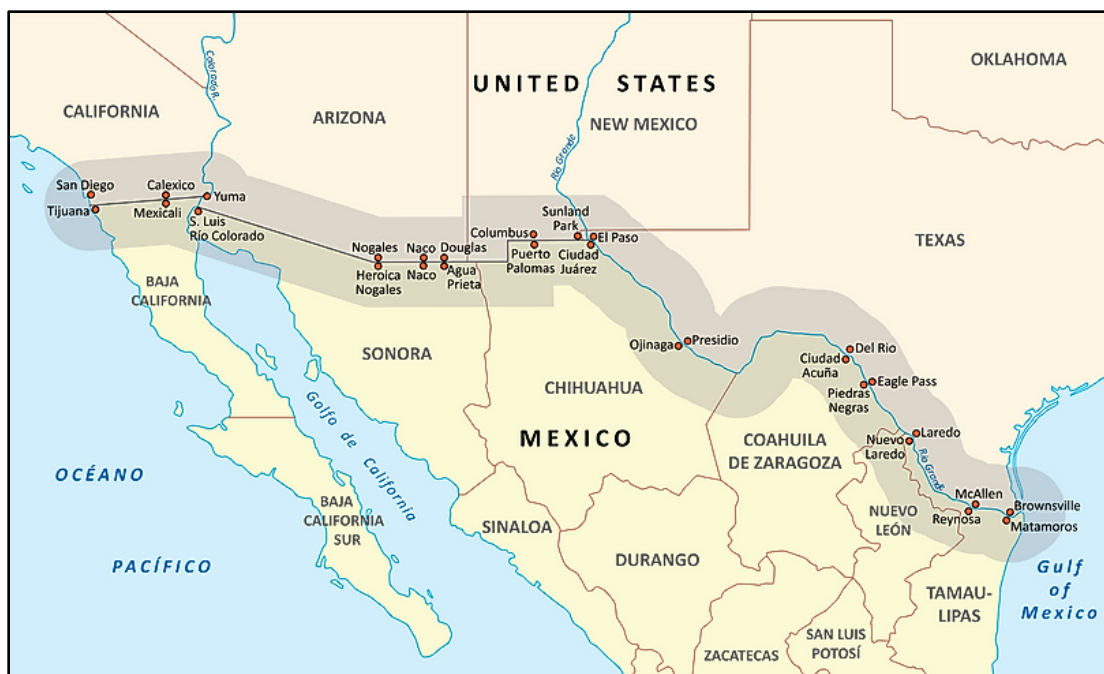 OKLAHOMA
UNITED STATES
Colorado R.
CALIFORNIA
ARIZONA
NEW MEXICO
Rio Grande
San Diego
Calexico
Yuma
Tijuana
Mexicali
S. Luis
Río Colorado
Sunland
Park
Columbus
El Paso
TEXAS
Nogales
Naco
Douglas
Puerto
Palomas
Ciudad
Juárez
Heroica
Nogales
Naco
Agua
Prieta
BAJA
CALIFORNIA
SONORA
Ojinaga
Presidio
Del Rio
Ciudad
Acuña
Eagle Pass
Piedras
Negras
CHIHUAHUA
Golfo de California
MEXICO
COAHUILA
DE ZARAGOZA
Laredo
Nuevo
Laredo
Rio Grande
OCÉANO
PACÍFICO
BAJA
CALIFORNIA
SUR
SINALOA
DURANGO
NUEVO
LEÓN
McAllen
Reynosa
Brownsville
Matamoros
Gulf
of
Mexico
TAMAU-
LIPAS
SAN LUIS
POTOSÍ
ZACATECAS